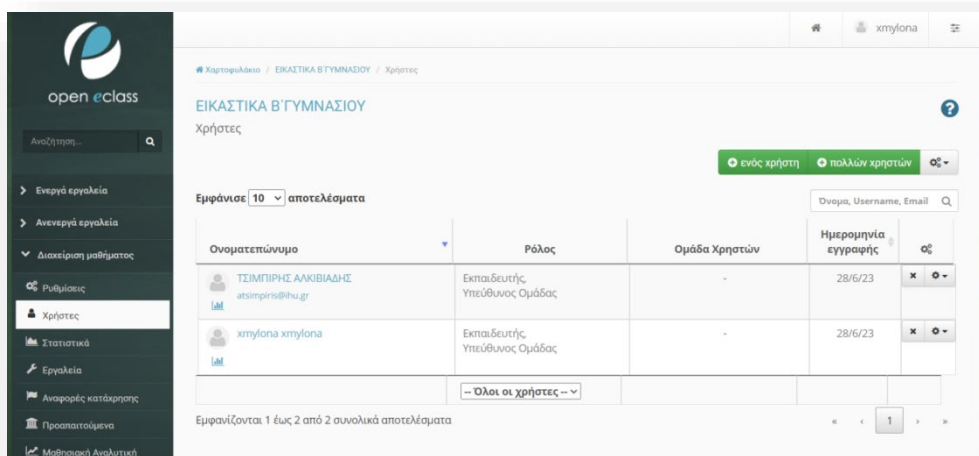 xmylona
open eclass
Αναζήτηση...
Ενεργά εργαλεία
Ανενεργά εργαλεία
Διαχείριση μαθήματος
Ρυθμίσεις
Χρήστες
Στατιστικά
Εργαλεία
Αναφορές κατάχρησης
Προαπαιτούμενα
Μαθησιακή Αναλυτική
Χαρτοφυλάκιο / ΕΙΚΑΣΤΙΚΑ Β΄ΓΥΜΝΑΣΙΟΥ / Χρήστες
ΕΙΚΑΣΤΙΚΑ Β΄ΓΥΜΝΑΣΙΟΥ
Χρήστες
ενός χρήστη πολλών χρηστών
Εμφάνισε 10 αποτελέσματα
Όνομα, Username, Email
Ονοματεπώνυμο Ρόλος Ομάδα Χρηστών Ημερομηνία
εγγραφής
ΤΣΙΜΠΙΡΗΣ ΑΛΚΙΒΙΑΔΗΣ Εκπαιδευτής, - 28/6/23
atsimpiris@ihu.gr Υπεύθυνος Ομάδας
xmylona xmylona Εκπαιδευτής, - 28/6/23
Υπεύθυνος Ομάδας
-- Όλοι οι χρήστες --
Εμφανίζονται 1 έως 2 από 2 συνολικά αποτελέσματα
« ‹ 1 › »